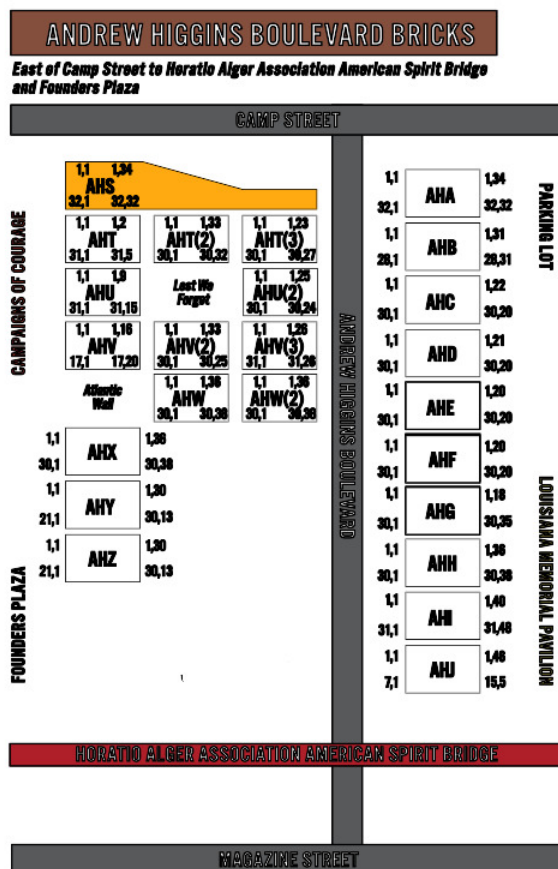 ANDREW HIGGINS BOULEVARD BRICKS
East of Camp Street to Horatio Alger Association American Spirit Bridge
and Founders Plaza
CAMP STREET
CAMPAIGNS OF COURAGE
FOUNDERS PLAZA
1,1 1,34
AHS
32,1 32,32
1,1 1,2
AHT
31,1 31,5
1,1 1,33
AHT(2)
30,1 30,32
1,1 1,23
AHT(3)
30,1 30,27
1,1 1,9
AHU
31,1 31,15
Lest We
Forget
1,1 1,25
AHU(2)
30,1 30,24
1,1 1,16
AHV
17,1 17,20
1,1 1,33
AHV(2)
30,1 30,25
1,1 1,26
AHV(3)
31,1 31,26
Atlantic
Wall
1,1 1,36
AHW
30,1 30,38
1,1 1,36
AHW(2)
30,1 30,38
1,1 1,36
AHX
30,1 30,38
1,1 1,30
AHY
21,1 30,13
1,1 1,30
AHZ
21,1 30,13
ANDREW HIGGINS BOULEVARD
1,1 1,34
AHA
32,1 32,32
1,1 1,31
AHB
28,1 28,31
1,1 1,22
AHC
30,1 30,20
1,1 1,21
AHD
30,1 30,20
1,1 1,20
AHE
30,1 30,20
1,1 1,20
AHF
30,1 30,20
1,1 1,18
AHG
30,1 30,35
1,1 1,36
AHH
30,1 30,38
1,1 1,40
AHI
31,1 31,48
1,1 1,48
AHJ
7,1 15,5
PARKING LOT
LOUISIANA MEMORIAL PAVILION
HORATIO ALGER ASSOCIATION AMERICAN SPIRIT BRIDGE
MAGAZINE STREET